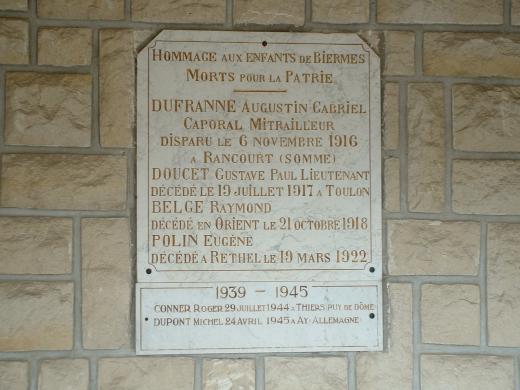 HOMMAGE AUX ENFANTS DE BIERMES
MORTS POUR LA PATRIE
DUFRANNE AUGUSTIN GABRIEL
CAPORAL MITRAILLEUR
DISPARU LE 6 NOVEMBRE 1916
A RANCOURT (SOMME)
DOUCET GUSTAVE PAUL LIEUTENANT
DÉCÉDÉ LE 19 JUILLET 1917 A TOULON
BELGE RAYMOND
DÉCÉDÉ EN ORIENT LE 21 OCTOBRE 1918
POLIN EUGÈNE
DÉCÉDÉ A RETHEL LE 19 MARS 1922
1939 - 1945
CONNER ROGER 29 JUILLET 1944 A THIERS PUY DE DÔME
DUPONT MICHEL 24 AVRIL 1945 A AY-ALLEMAGNE